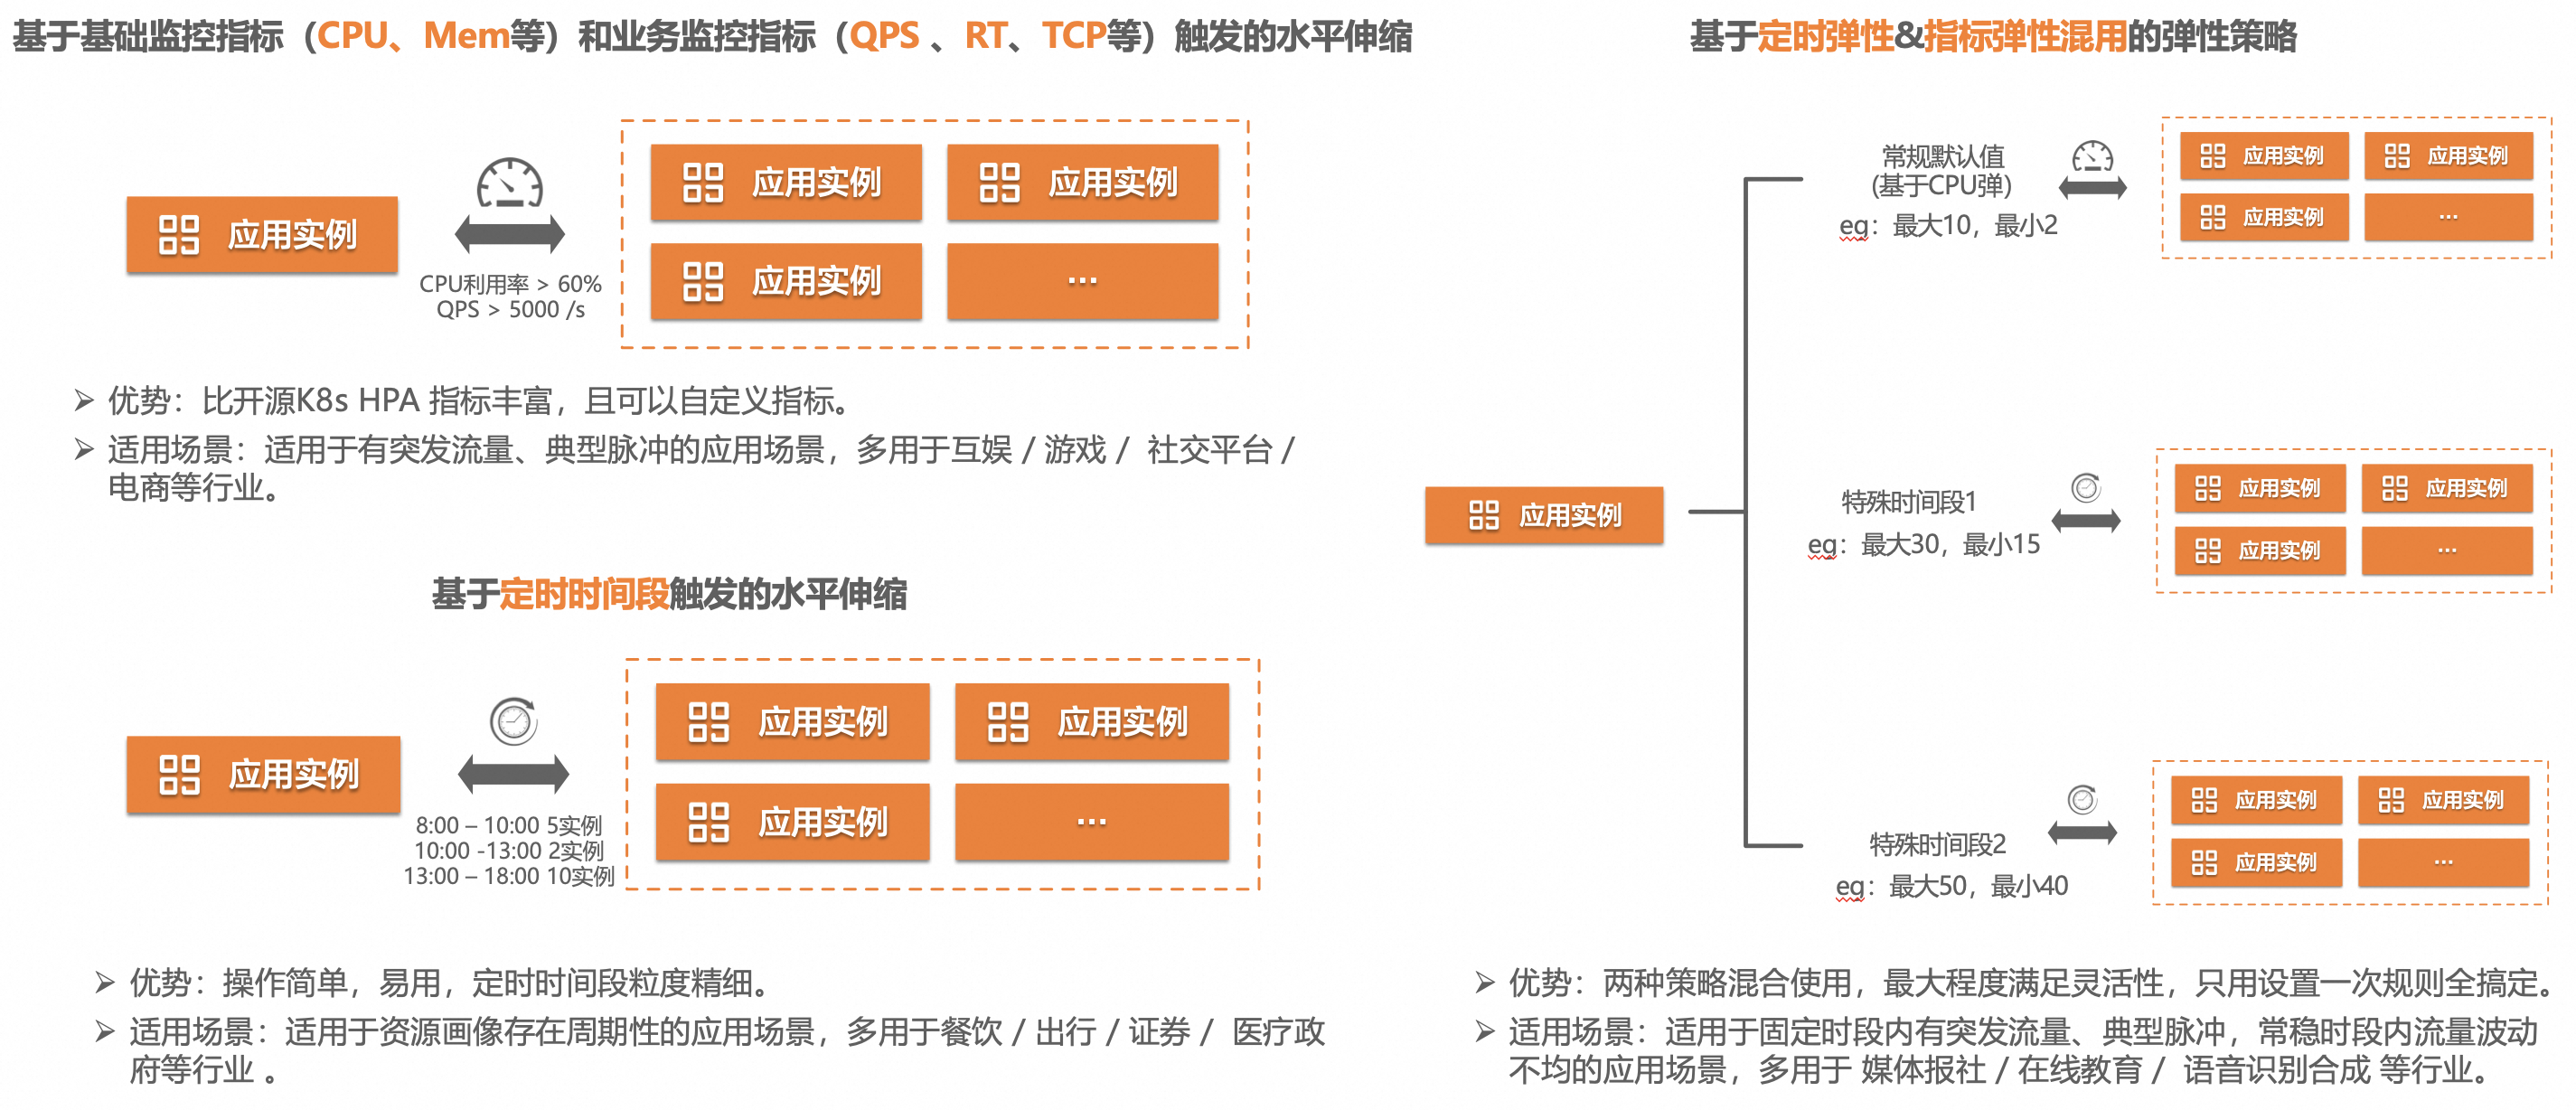 基于基础监控指标（CPU、Mem等）和业务监控指标（QPS 、RT、TCP等）触发的水平伸缩
应用实例
CPU利用率 > 60%
QPS > 5000 /s
应用实例
应用实例
应用实例
...
优势：比开源K8s HPA 指标丰富，且可以自定义指标。
适用场景：适用于有突发流量、典型脉冲的应用场景，多用于互娱 / 游戏 / 社交平台 /
电商等行业。
基于定时时间段触发的水平伸缩
应用实例
8:00 – 10:00 5实例
10:00 -13:00 2实例
13:00 – 18:00 10实例
应用实例
应用实例
应用实例
...
优势：操作简单，易用，定时时间段粒度精细。
适用场景：适用于资源画像存在周期性的应用场景，多用于餐饮 / 出行 / 证券 / 医疗政
府等行业 。
基于定时弹性&指标弹性混用的弹性策略
应用实例
常规默认值
(基于CPU弹)
eg：最大10，最小2
应用实例
应用实例
应用实例
...
特殊时间段1
eg：最大30，最小15
应用实例
应用实例
应用实例
...
特殊时间段2
eg：最大50，最小40
应用实例
应用实例
应用实例
...
优势：两种策略混合使用，最大程度满足灵活性，只用设置一次规则全搞定。
适用场景：适用于固定时段内有突发流量、典型脉冲，常稳时段内流量波动
不均的应用场景，多用于 媒体报社 / 在线教育 / 语音识别合成 等行业。